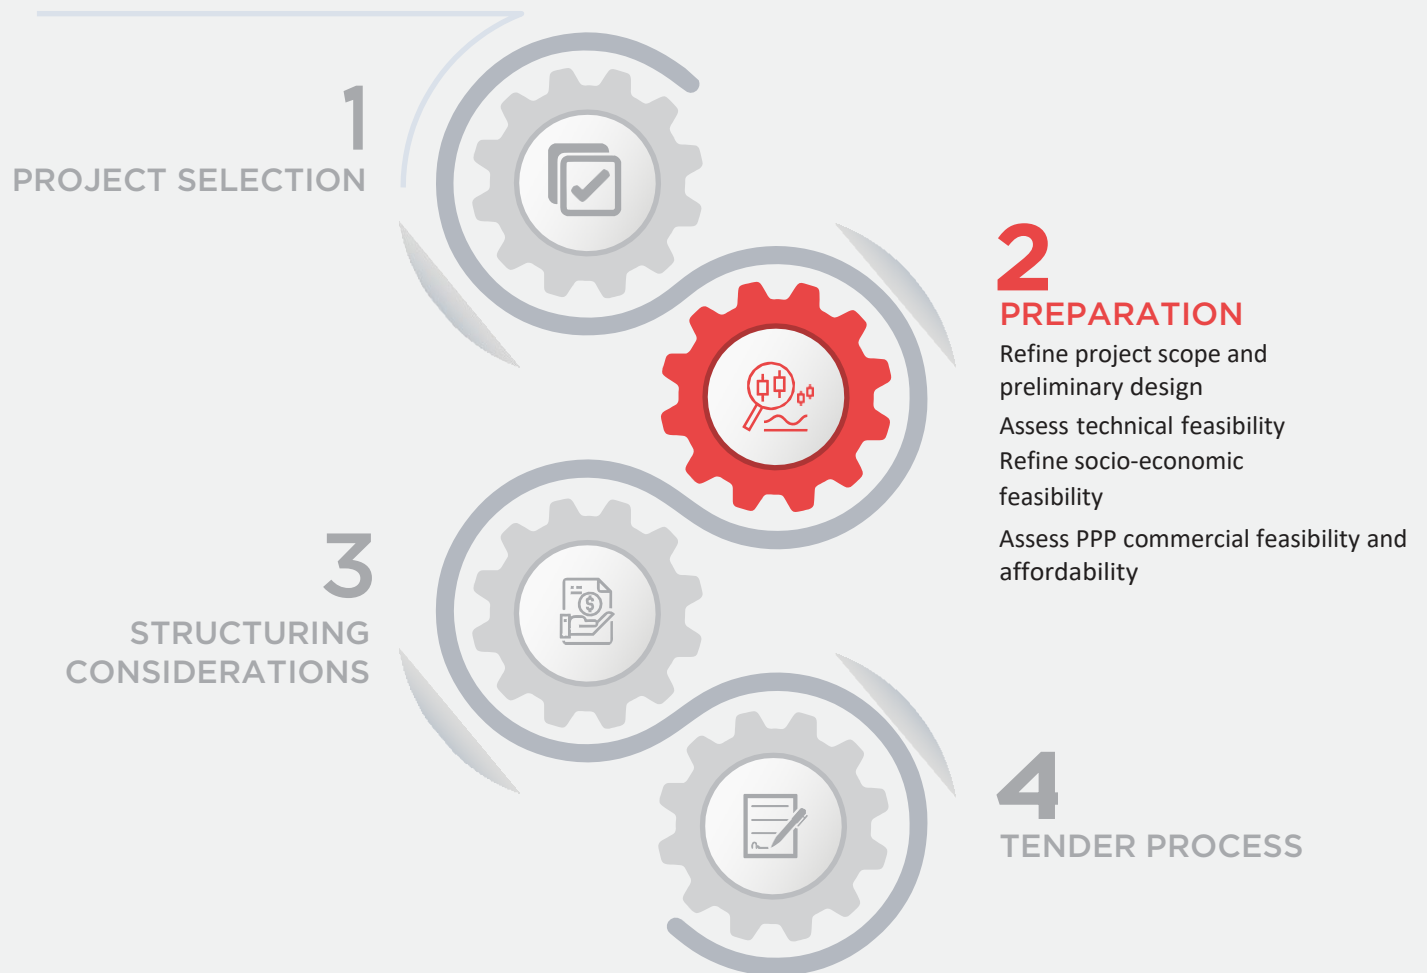 1
PROJECT SELECTION
2
PREPARATION
Refine project scope and
preliminary design
Assess technical feasibility
Refine socio-economic
feasibility
Assess PPP commercial feasibility and
affordability
3
STRUCTURING
CONSIDERATIONS
$
4
TENDER PROCESS